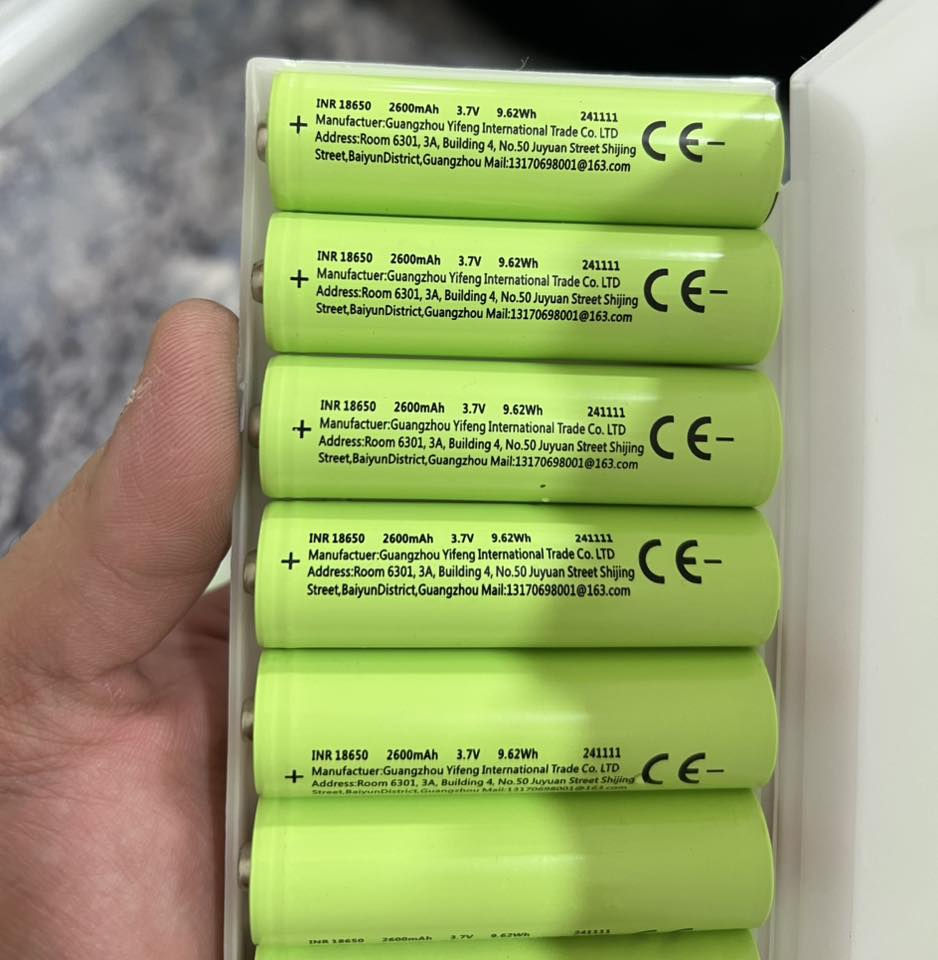 INR 18650 2600mAh 3.7V 9.62Wh 241111
+ Manufactuer:Guangzhou Yifeng International Trade Co. LTD CE -
Address:Room 6301, 3A, Building 4, No.50 Juyuan Street Shijing
Street,BaiyunDistrict,Guangzhou Mail:13170698001@163.com
INR 18650 2600mAh 3.7V 9.62Wh 241111
+ Manufactuer:Guangzhou Yifeng International Trade Co. LTD CE -
Address:Room 6301, 3A, Building 4, No.50 Juyuan Street Shijing
Street,BaiyunDistrict,Guangzhou Mail:13170698001@163.com
INR 18650 2600mAh 3.7V 9.62Wh 241111
+ Manufactuer:Guangzhou Yifeng International Trade Co. LTD CE -
Address:Room 6301, 3A, Building 4, No.50 Juyuan Street Shijing
Street,BaiyunDistrict,Guangzhou Mail:13170698001@163.com
INR 18650 2600mAh 3.7V 9.62Wh 241111
+ Manufactuer:Guangzhou Yifeng International Trade Co. LTD CE -
Address:Room 6301, 3A, Building 4, No.50 Juyuan Street Shijing
Street,BaiyunDistrict,Guangzhou Mail:13170698001@163.com
INR 18650 2600mAh 3.7V 9.62Wh 241111
+ Manufactuer:Guangzhou Yifeng International Trade Co. LTD CE -
Address:Room 6301, 3A, Building 4, No.50 Juyuan Street Shijing
Street,BaiyunDistrict,Guangzhou Mail:13170698001@163.com
INR 18650 2600mAh 3.7V 9.62Wh 241111